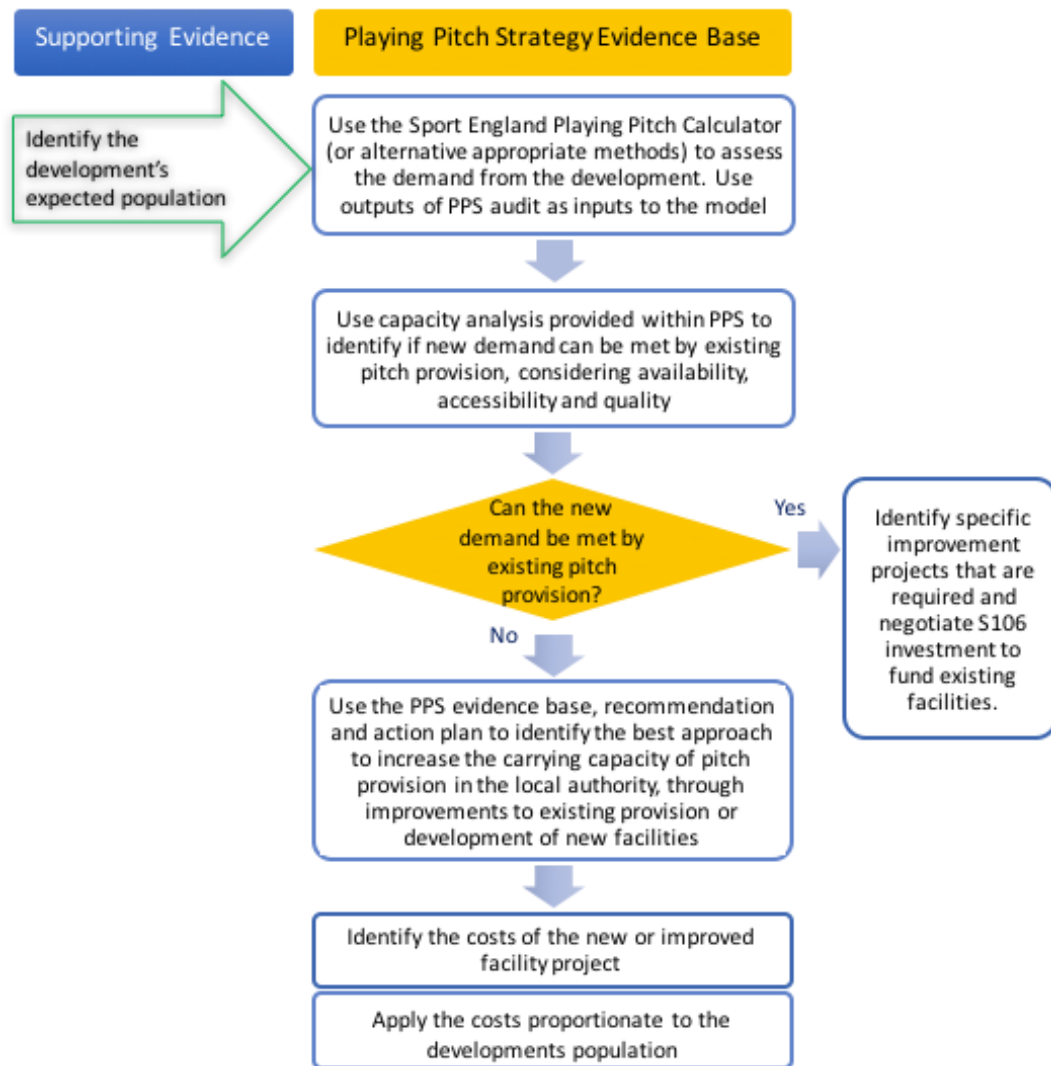 Supporting Evidence
Playing Pitch Strategy Evidence Base
Identify the
development's
expected population
Use the Sport England Playing Pitch Calculator
(or alternative appropriate methods) to assess
the demand from the development. Use
outputs of PPS audit as inputs to the model
Use capacity analysis provided within PPS to
identify if new demand can be met by existing
pitch provision, considering availability,
accessibility and quality
Can the new
demand be met by
existing pitch
provision?
Yes
Identify specific
improvement
projects that are
required and
negotiate S106
investment to
fund existing
facilities.
No
Use the PPS evidence base, recommendation
and action plan to identify the best approach
to increase the carrying capacity of pitch
provision in the local authority, through
improvements to existing provision or
development of new facilities
Identify the costs of the new or improved
facility project
Apply the costs proportionate to the
developments population